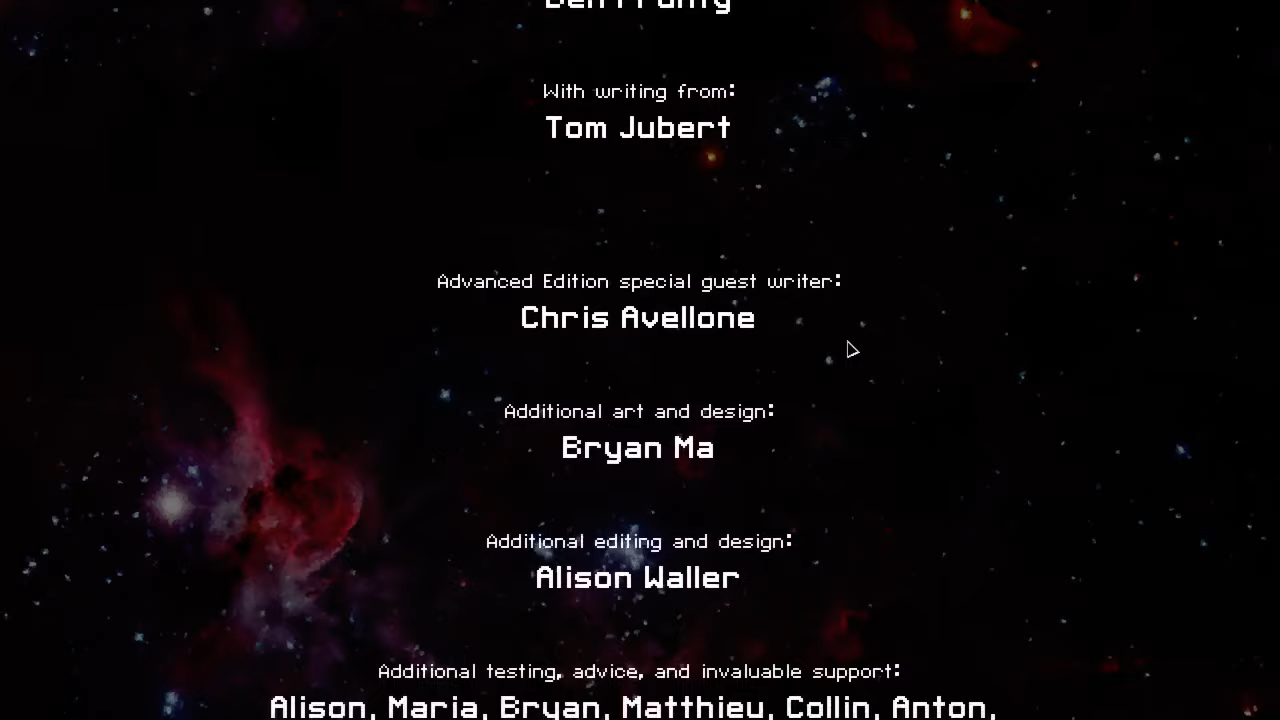 With writing from:
Tom Jubert
Advanced Edition special guest writer:
Chris Avellone
Additional art and design:
Bryan Ma
Additional editing and design:
Alison Waller
Additional testing, advice, and invaluable support:
Alison, Maria, Bryan, Matthieu, Collin, Anton,